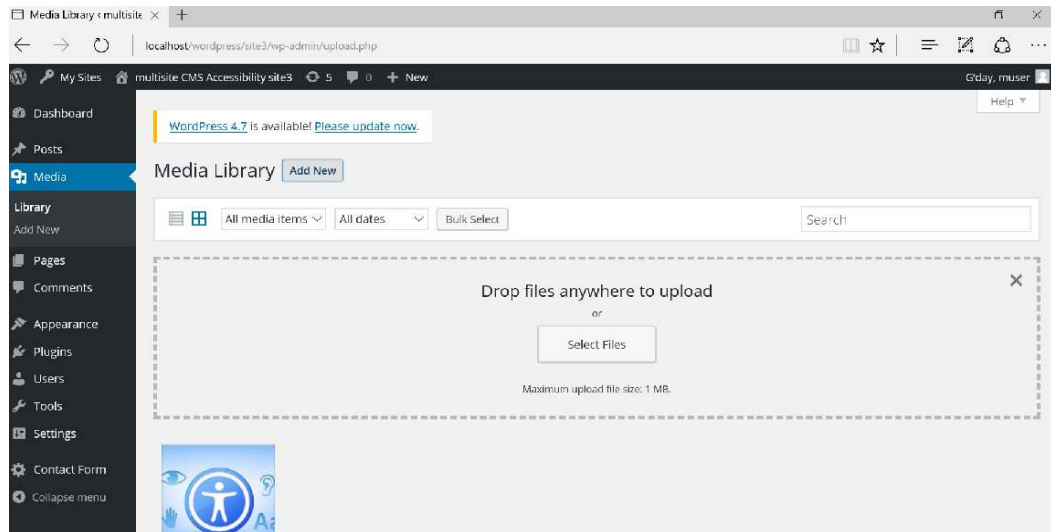 Media Library ‹ multisite
localhost/wordpress/site3/wp-admin/upload.php
My Sites multisite CMS Accessibility site3 5 0 New G'day, muser
Help
Dashboard
Posts
Media
Library
Add New
Pages
Comments
Appearance
Plugins
Users
Tools
Settings
Contact Form
Collapse menu
WordPress 4.7 is available! Please update now.
Media Library Add New
All media items All dates Bulk Select Search
Drop files anywhere to upload
or
Select Files
Maximum upload file size: 1 MB.
Aa